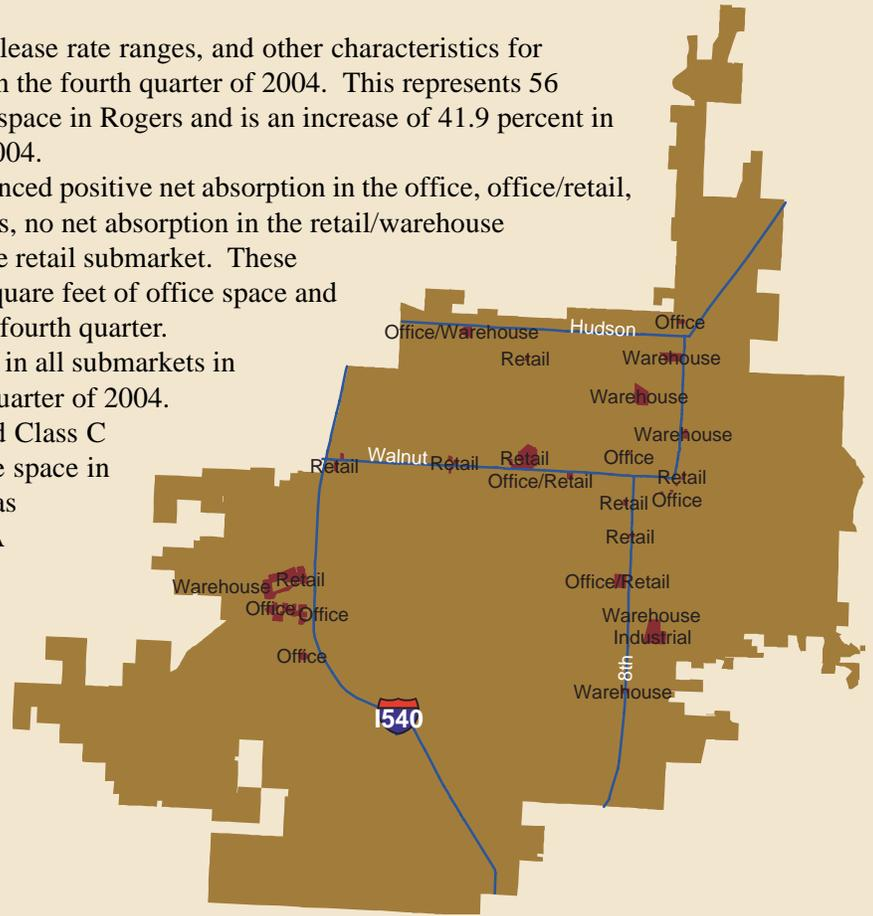 lease rate ranges, and other characteristics for
n the fourth quarter of 2004. This represents 56
space in Rogers and is an increase of 41.9 percent in
004.
nced positive net absorption in the office, office/retail,
s, no net absorption in the retail/warehouse
e retail submarket. These
quare feet of office space and
fourth quarter.
in all submarkets in
uarter of 2004.
d Class C
e space in
as
A
Office
Hudson
Office/Warehouse
Retail
Warehouse
Warehouse
Warehouse
Walnut
Retail
Retail
Retail
Office
Office/Retail
Retail
Retail
Office
Retail
Office/Retail
Warehouse
Retail
Office
Office
Warehouse
Industrial
Office
8th
Warehouse
I540